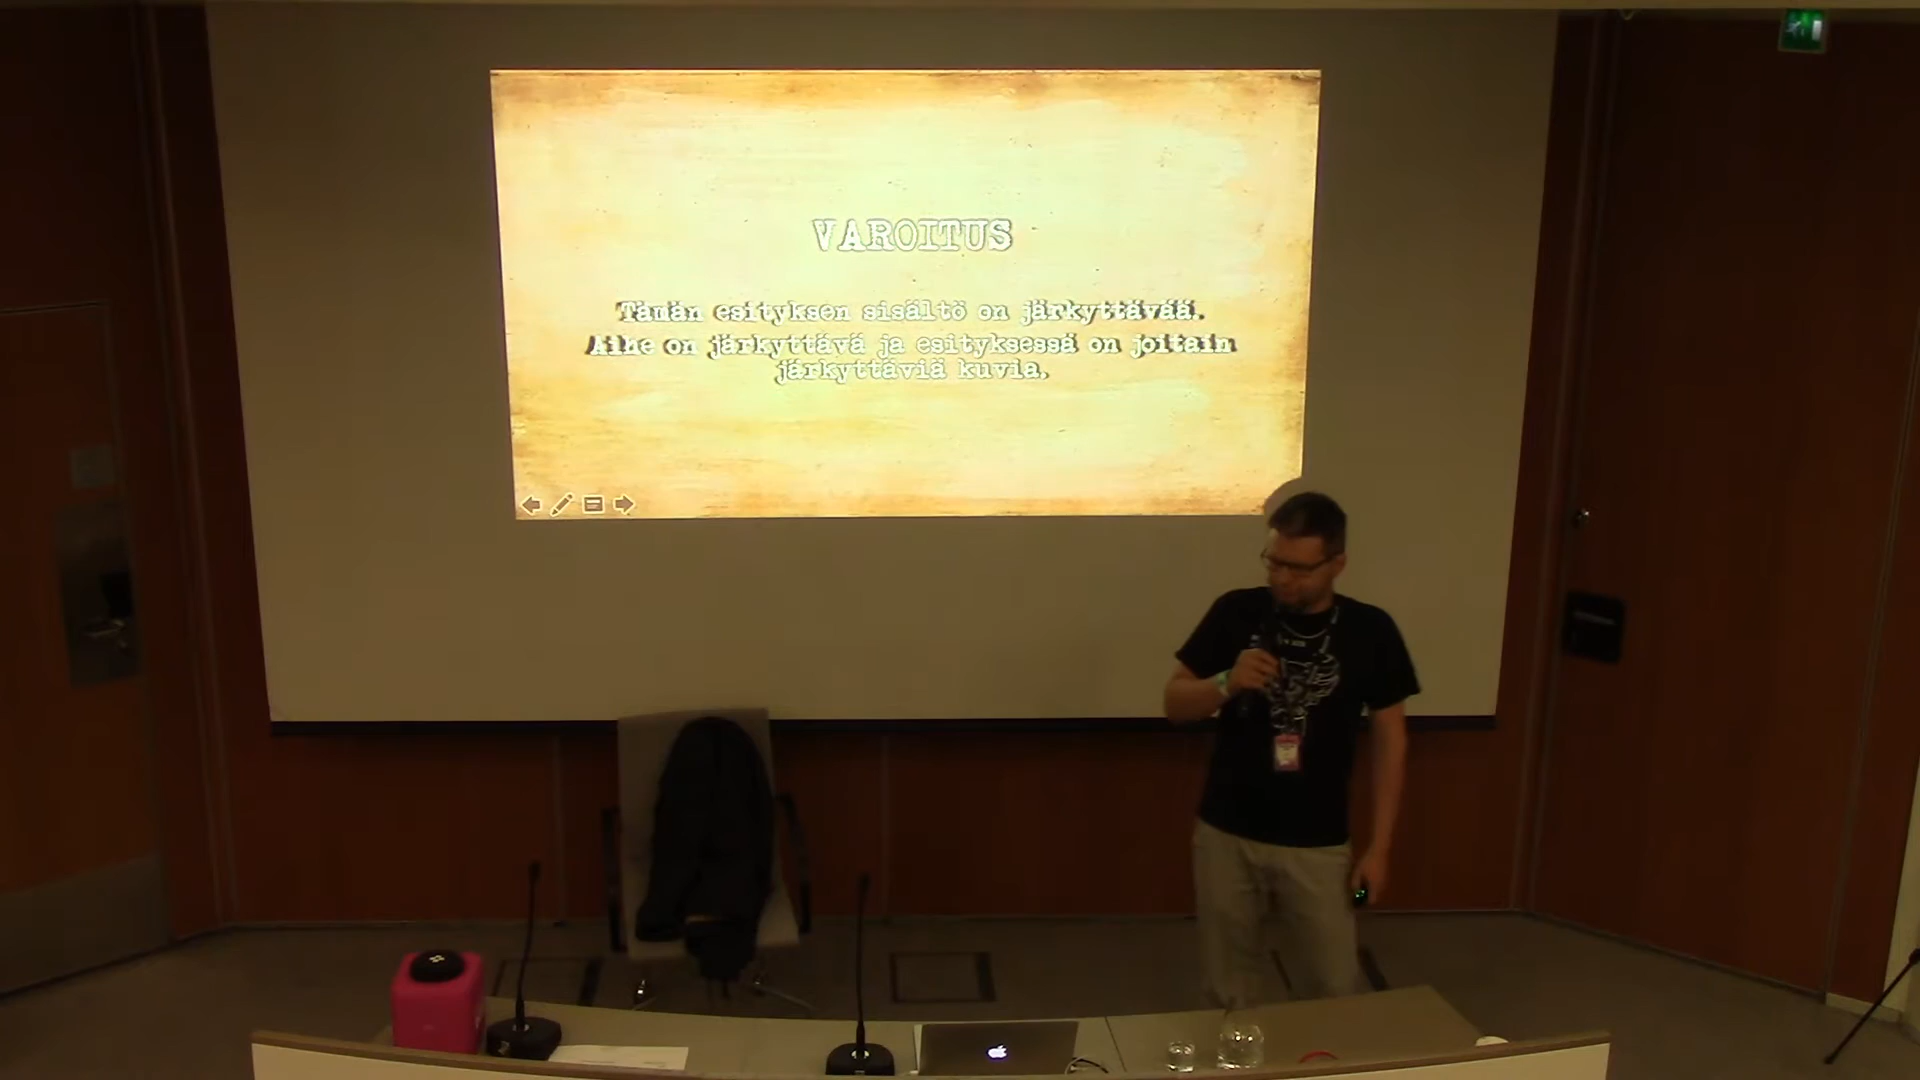 VAROITUS
Tämän esityksen sisältö on järkyttävää.
Aihe on järkyttävä ja esityksessä on joitain
järkyttäviä kuvia.